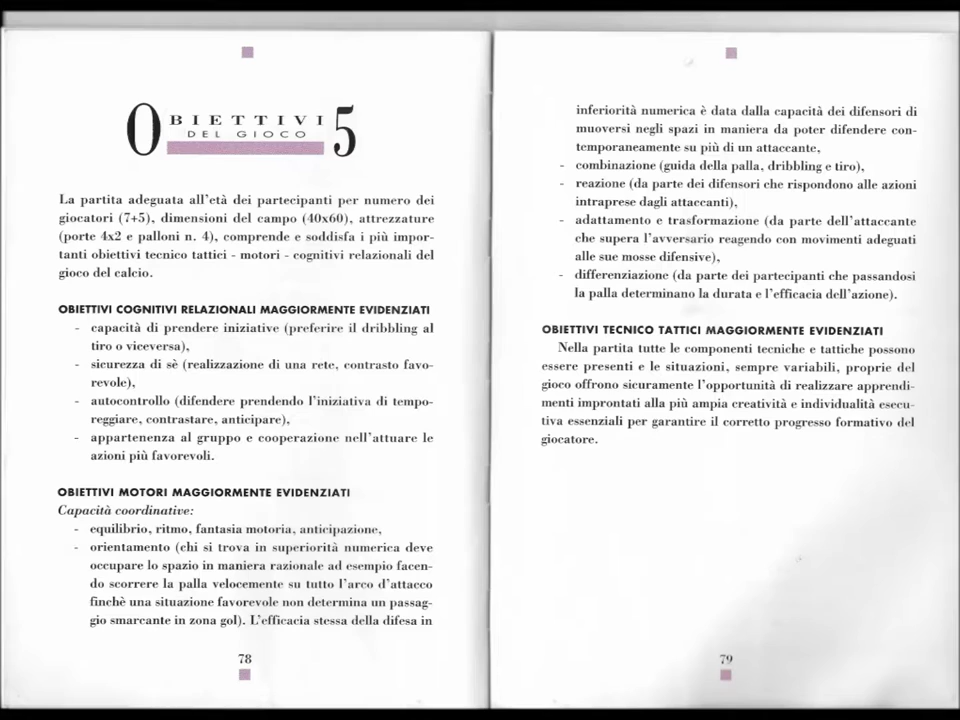 OBIETTIVI 5
DEL GIOCO
La partita adeguata all'età dei partecipanti per numero dei
giocatori (7+5), dimensioni del campo (40x60), attrezzature
(porte 4x2 e palloni n. 4), comprende e soddisfa i più impor-
tanti obiettivi tecnico tattici - motori - cognitivi relazionali del
gioco del calcio.
OBIETTIVI COGNITIVI RELAZIONALI MAGGIORMENTE EVIDENZIATI
- capacità di prendere iniziative (preferire il dribbling al
tiro o viceversa),
- sicurezza di sè (realizzazione di una rete, contrasto favo-
revole),
- autocontrollo (difendere prendendo l'iniziativa di tempo-
reggiare, contrastare, anticipare),
- appartenenza al gruppo e cooperazione nell'attuare le
azioni più favorevoli.
OBIETTIVI MOTORI MAGGIORMENTE EVIDENZIATI
Capacità coordinative:
- equilibrio, ritmo, fantasia motoria, anticipazione,
- orientamento (chi si trova in superiorità numerica deve
occupare lo spazio in maniera razionale ad esempio facen-
do scorrere la palla velocemente su tutto l'arco d'attacco
finchè una situazione favorevole non determina un passag-
gio smarcante in zona gol). L'efficacia stessa della difesa in
78
inferiorità numerica è data dalla capacità dei difensori di
muoversi negli spazi in maniera da poter difendere con-
temporaneamente su più di un attaccante,
- combinazione (guida della palla, dribbling e tiro),
- reazione (da parte dei difensori che rispondono alle azioni
intraprese dagli attaccanti),
- adattamento e trasformazione (da parte dell'attaccante
che supera l'avversario reagendo con movimenti adeguati
alle sue mosse difensive),
- differenziazione (da parte dei partecipanti che passandosi
la palla determinano la durata e l'efficacia dell'azione).
OBIETTIVI TECNICO TATTICI MAGGIORMENTE EVIDENZIATI
Nella partita tutte le componenti tecniche e tattiche possono
essere presenti e le situazioni, sempre variabili, proprie del
gioco offrono sicuramente l'opportunità di realizzare apprendi-
menti improntati alla più ampia creatività e individualità esecu-
tiva essenziali per garantire il corretto progresso formativo del
giocatore.
79